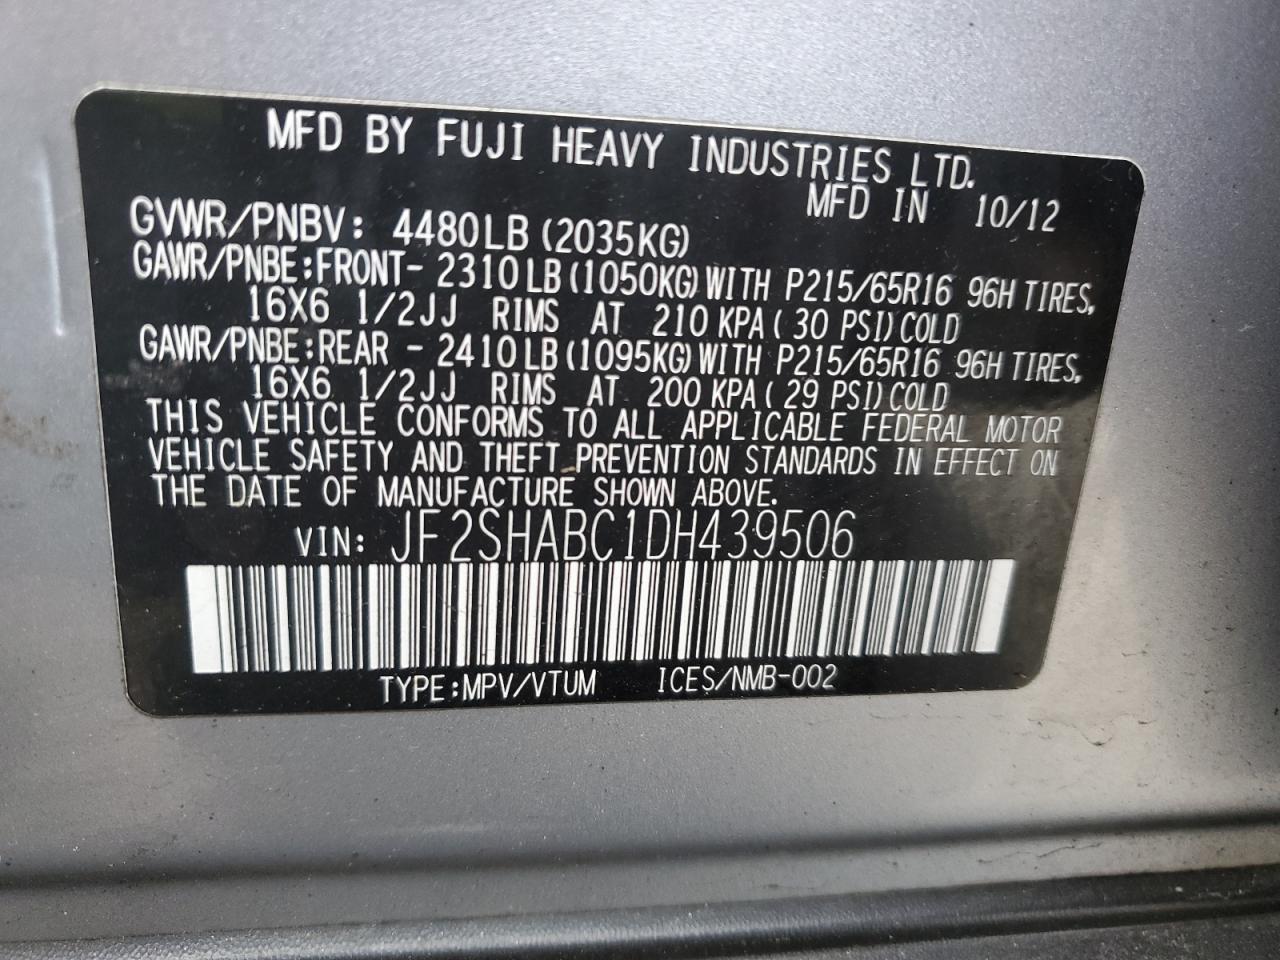 MFD BY FUJI HEAVY INDUSTRIES LTD.
MFD IN 10/12
GVWR/PNBV: 4480LB (2035KG)
GAWR/PNBE:FRONT- 2310LB(1050KG)WITH P215/65R16 96H TIRES,
16X6 1/2JJ RIMS AT 210 KPA( 30 PSI)COLD
GAWR/PNBE:REAR - 2410LB(1095KG)WITH P215/65R16 96H TIRES,
16X6 1/2JJ RIMS AT 200 KPA( 29 PSI)COLD
THIS VEHICLE CONFORMS TO ALL APPLICABLE FEDERAL MOTOR
VEHICLE SAFETY AND THEFT PREVENTION STANDARDS IN EFFECT ON
THE DATE OF MANUFACTURE SHOWN ABOVE.
VIN: JF2SHABC1DH439506
TYPE:MPV/VTUM ICES/NMB-002